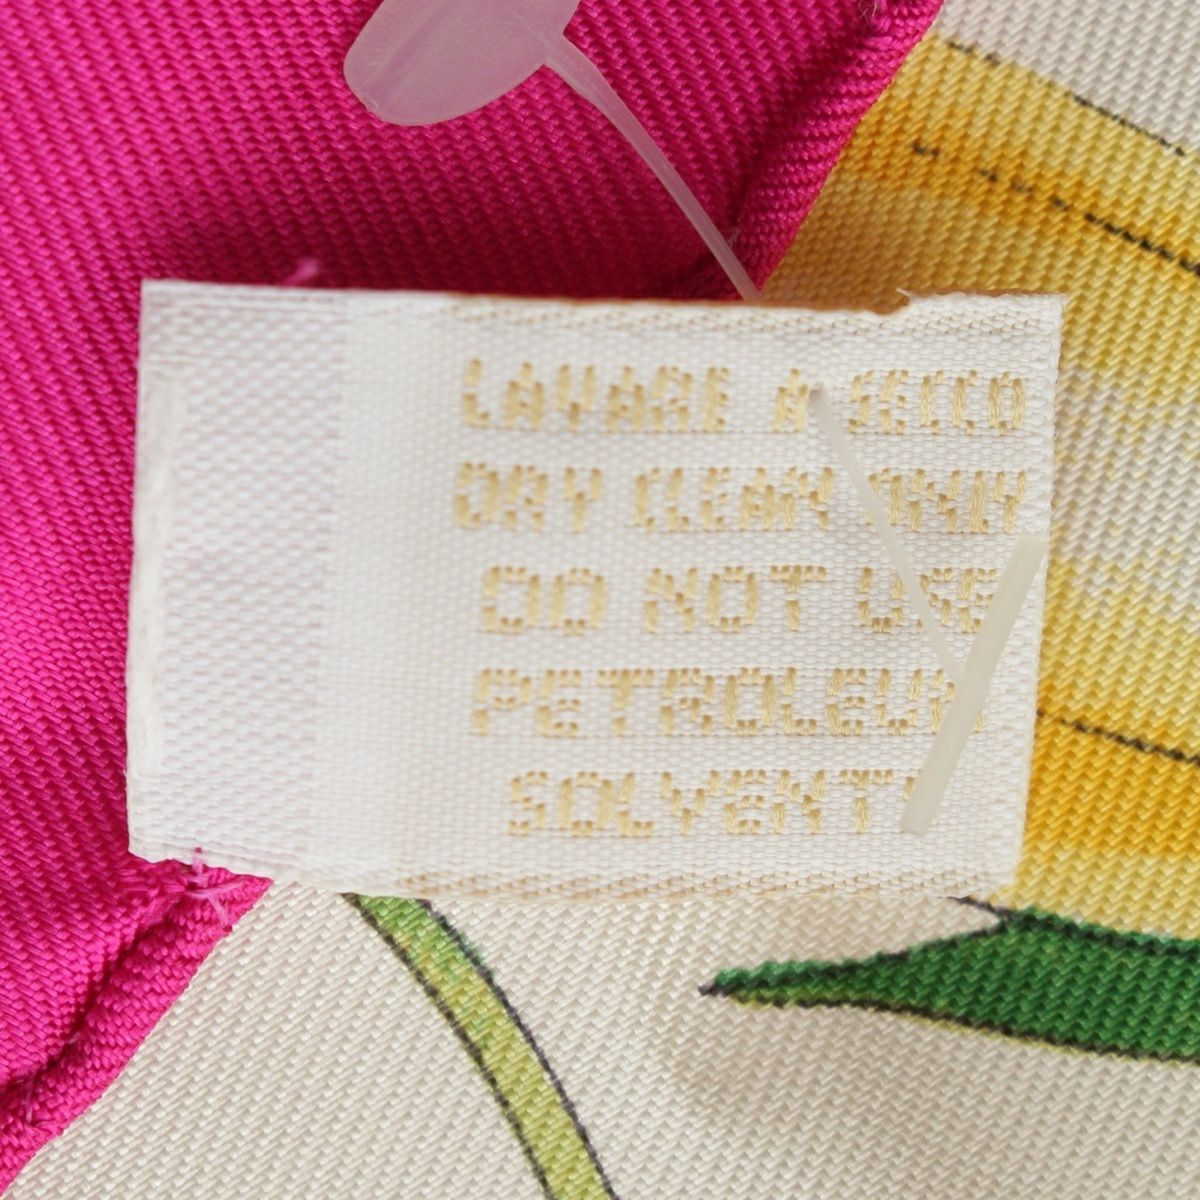 LAVARE A SECCO
DRY CLEAN ONLY
DO NOT USE
PETROLEUM
SOLVENTS